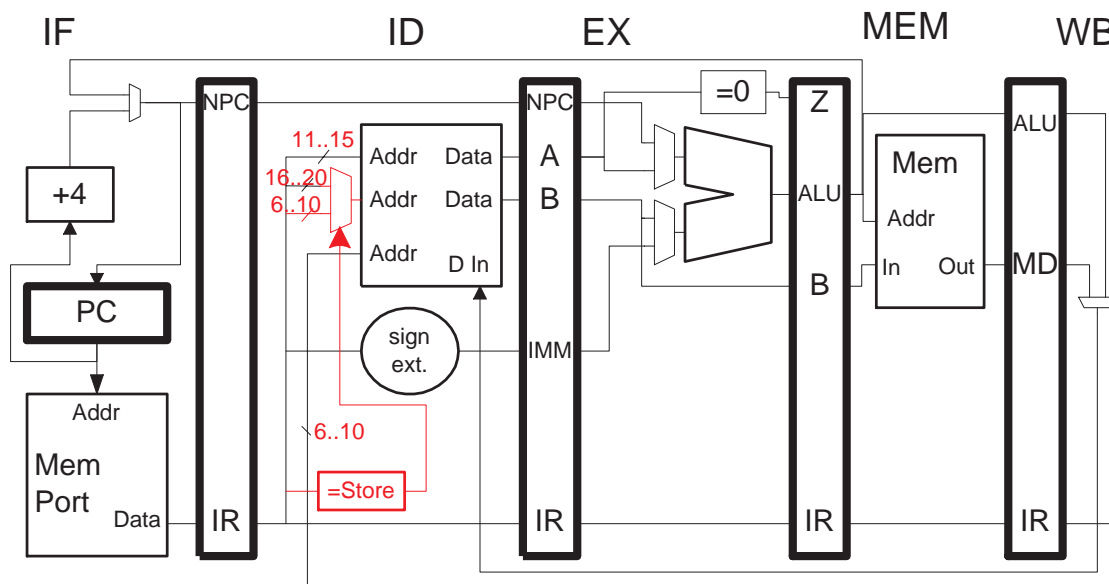 IF ID EX MEM WB
NPC NPC =0 Z
11..15 Addr Data A ALU
16..20 Addr Data B ALU Mem
6..10 Addr
+4 Addr D In B In Out MD
PC
sign
ext. IMM
Addr
6..10
Mem
Port
=Store
Data IR IR IR IR